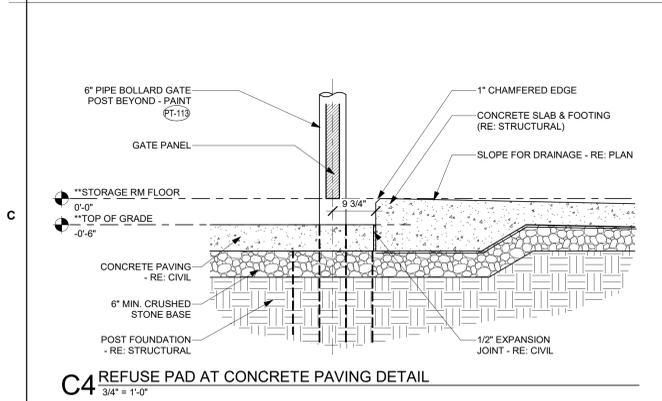 6" PIPE BOLLARD GATE
POST BEYOND - PAINT
PT-113
GATE PANEL
**STORAGE RM FLOOR
0'-0"
**TOP OF GRADE
-0'-6"
CONCRETE PAVING
- RE: CIVIL
6" MIN. CRUSHED
STONE BASE
POST FOUNDATION
- RE: STRUCTURAL
9 3/4"
1" CHAMFERED EDGE
CONCRETE SLAB & FOOTING
(RE: STRUCTURAL)
SLOPE FOR DRAINAGE - RE: PLAN
1/2" EXPANSION
JOINT - RE: CIVIL
C
C4 REFUSE PAD AT CONCRETE PAVING DETAIL
3/4" = 1'-0"